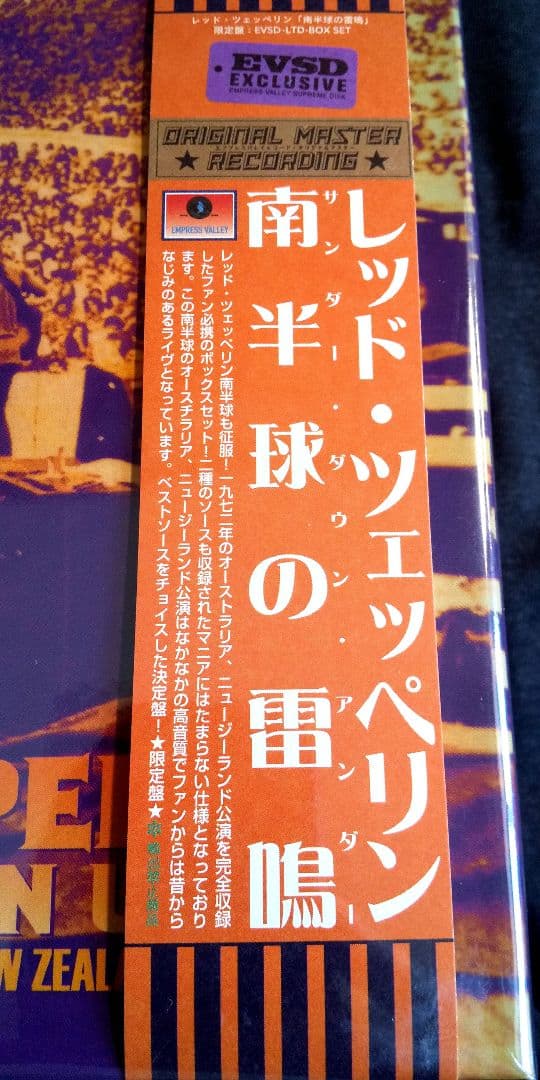 レッド・ツェッペリン「南半球の雷鳴」
限定盤:EVSD-LTD-BOX SET
EVSD
EXCLUSIVE
EMPRESS VALLEY SUPREME DISK
ORIGINAL MASTER
★ RECORDING ★
EMPRESS VALLEY
レッド・ツェッペリン
サンダー・ダウン・アンダー
南半球の雷鳴
レッド・ツェッペリン南半球も征服!一九七二年のオーストラリア、ニュージーランド公演を完全収録
したファン必携のボックスセット!二種のソースも収録されたマニアにはたまらない仕様となっており
ます。この南半球のオースチラリア、ニュージーランド公演はなかなかの高音質でファンからは昔から
なじみのあるライヴとなっています。ベストソースをチョイスした決定盤!★限定盤★
PE
N U
W ZEAL